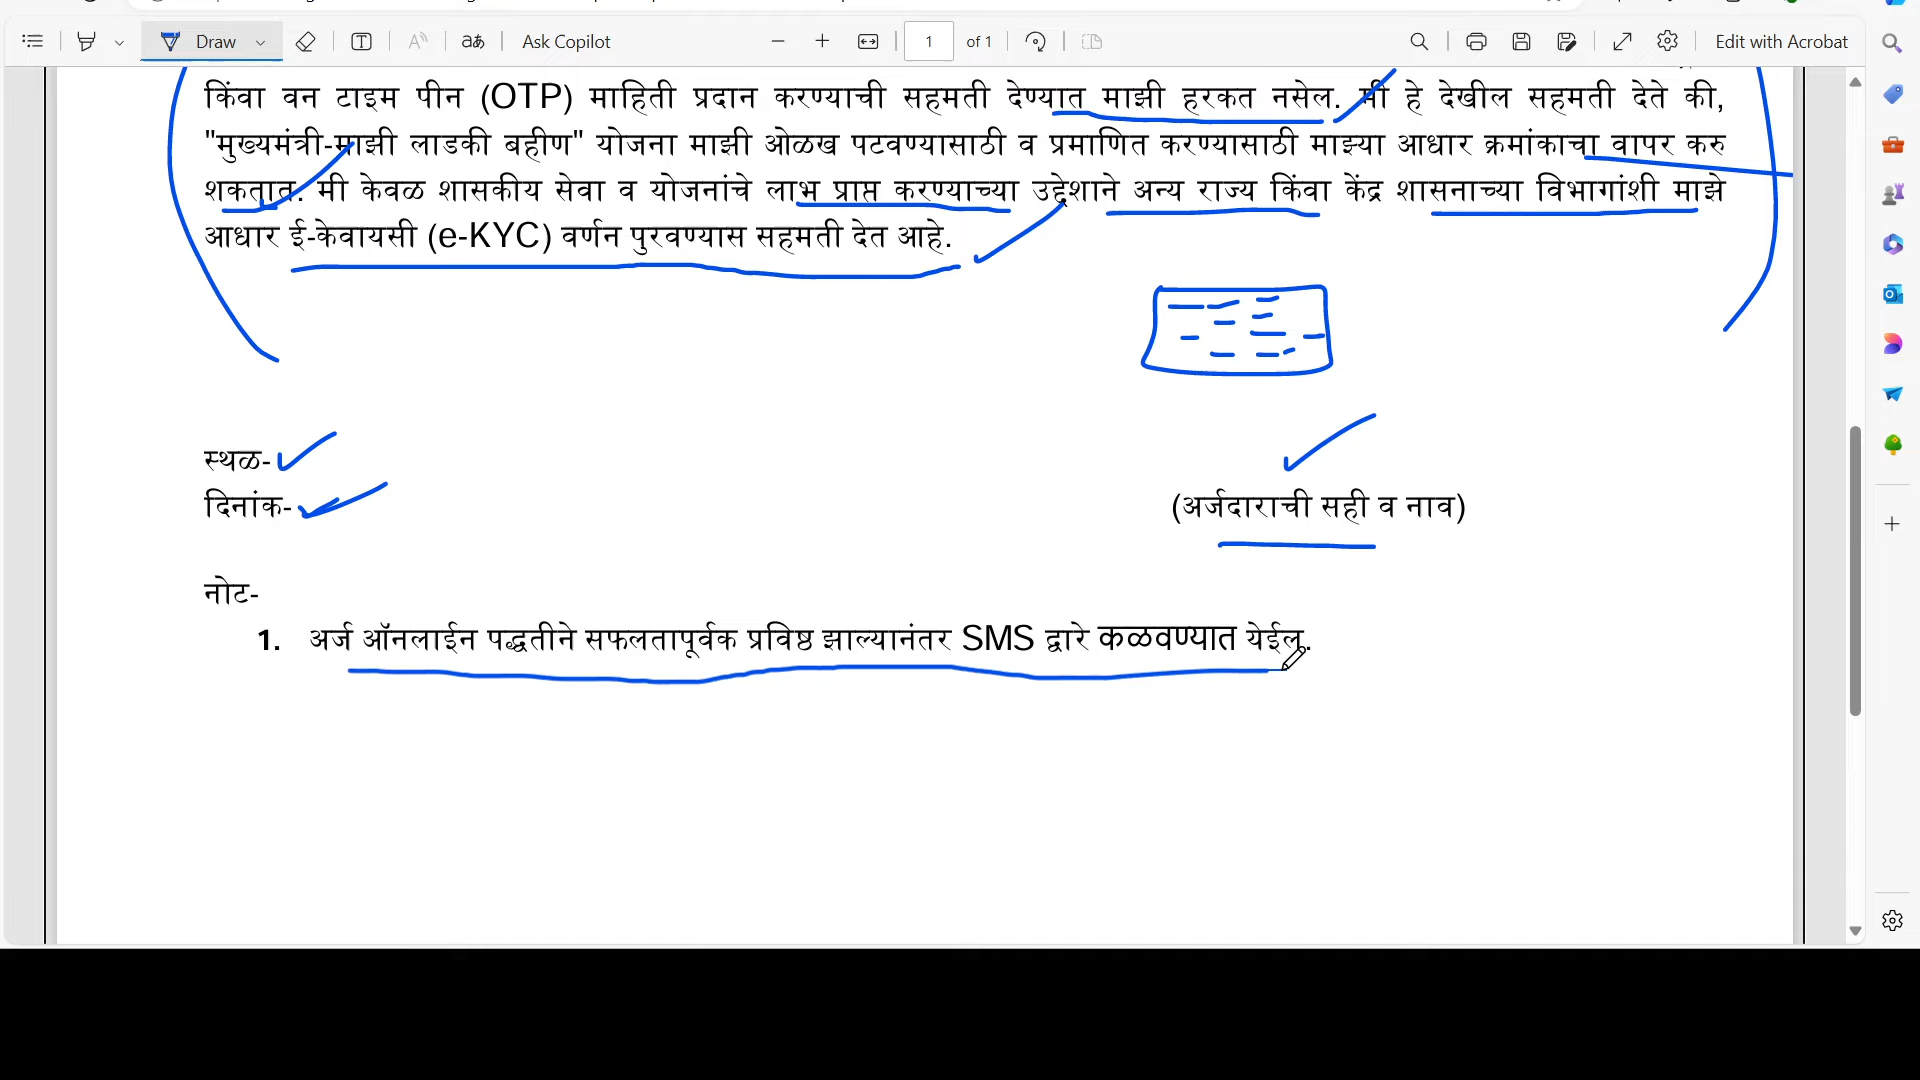 Draw
Ask Copilot
1
of 1
Edit with Acrobat
किंवा वन टाइम पीन (OTP) माहिती प्रदान करण्याची सहमती देण्यात माझी हरकत नसेल. मी हे देखील सहमती देते की,
"मुख्यमंत्री-माझी लाडकी बहीण" योजना माझी ओळख पटवण्यासाठी व प्रमाणित करण्यासाठी माझ्या आधार क्रमांकाचा वापर करु
शकतात. मी केवळ शासकीय सेवा व योजनांचे लाभ प्राप्त करण्याच्या उद्देशाने अन्य राज्य किंवा केंद्र शासनाच्या विभागांशी माझे
आधार ई-केवायसी (e-KYC) वर्णन पुरवण्यास सहमती देत आहे.
स्थळ-
दिनांक-
(अर्जदाराची सही व नाव)
नोट-
1. अर्ज ऑनलाईन पद्धतीने सफलतापूर्वक प्रविष्ठ झाल्यानंतर SMS द्वारे कळवण्यात येईल.